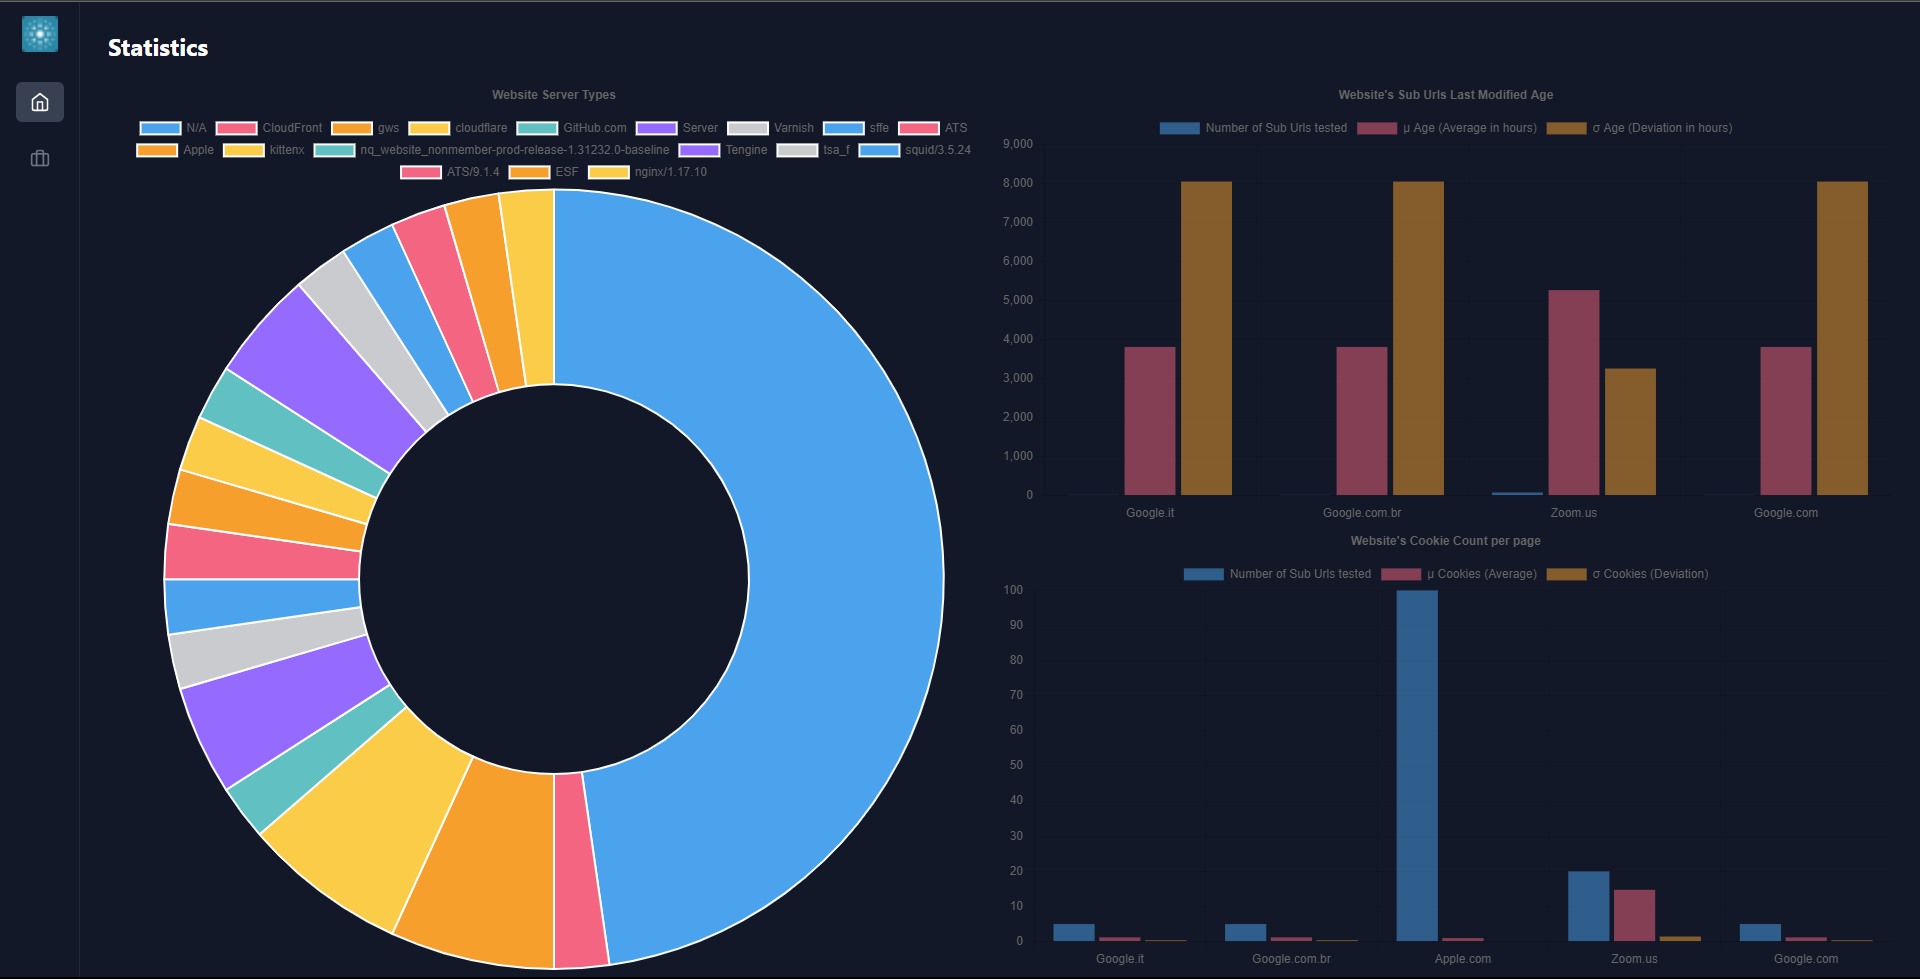 Statistics
Website Server Types
N/A CloudFront gws cloudflare GitHub.com Server Varnish sffe ATS
Apple kittenx nq_website_nonmember-prod-release-1.31232.0-baseline Tengine tsa_f squid/3.5.24
ATS/9.1.4 ESF nginx/1.17.10
Website's Sub Urls Last Modified Age
Number of Sub Urls tested μ Age (Average in hours) σ Age (Deviation in hours)
9,000
8,000
7,000
6,000
5,000
4,000
3,000
2,000
1,000
0
Google.it Google.com.br Zoom.us Google.com
Website's Cookie Count per page
Number of Sub Urls tested μ Cookies (Average) σ Cookies (Deviation)
100
90
80
70
60
50
40
30
20
10
0
Google.it Google.com.br Apple.com Zoom.us Google.com